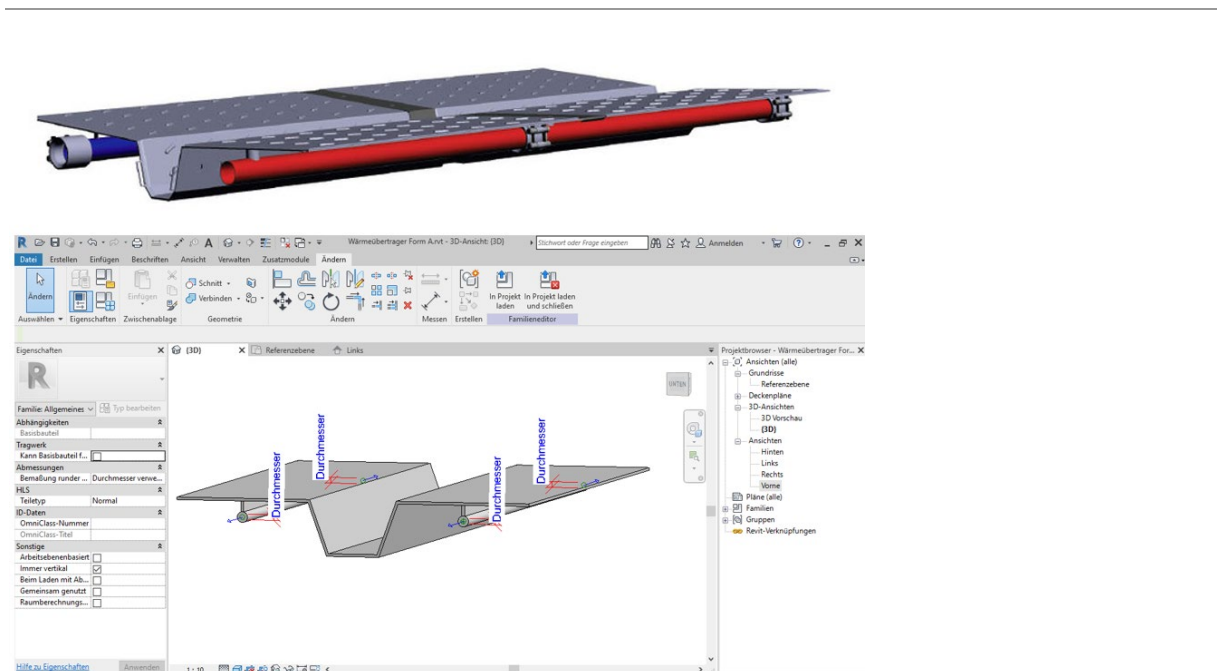 Wärmeübertrager Form A.rvt - 3D-Ansicht: {3D}
Stichwort oder Frage eingeben
Anmelden
Datei Erstellen Einfügen Beschriften Ansicht Verwalten Zusatzmodule Ändern
Ändern
Einfügen
Schnitt
Verbinden
In Projekt laden
In Projekt laden und schließen
Auswählen Eigenschaften Zwischenablage Geometrie Ändern Messen Erstellen Familieneditor
Eigenschaften
R
Familie: Allgemeines
Typ bearbeiten
Abhängigkeiten
Basisbauteil
Tragwerk
Kann Basisbauteil f...
Abmessungen
Bemaßung runder ... Durchmesser verwe...
HLS
Teiletyp Normal
ID-Daten
OmniClass-Nummer
OmniClass-Titel
Sonstige
Arbeitsebenenbasiert
Immer vertikal
Beim Laden mit Ab...
Gemeinsam genutzt
Raumberechnungs...
Hilfe zu Eigenschaften
Anwenden
{3D} Referenzebene Links
UNTEN
Durchmesser
Durchmesser
Durchmesser
Durchmesser
1 : 10
Projektbrowser - Wärmeübertrager For...
Ansichten (alle)
Grundrisse
Referenzebene
Deckenpläne
3D-Ansichten
3D Vorschau
{3D}
Ansichten
Hinten
Links
Rechts
Vorne
Pläne (alle)
Familien
Gruppen
Revit-Verknüpfungen